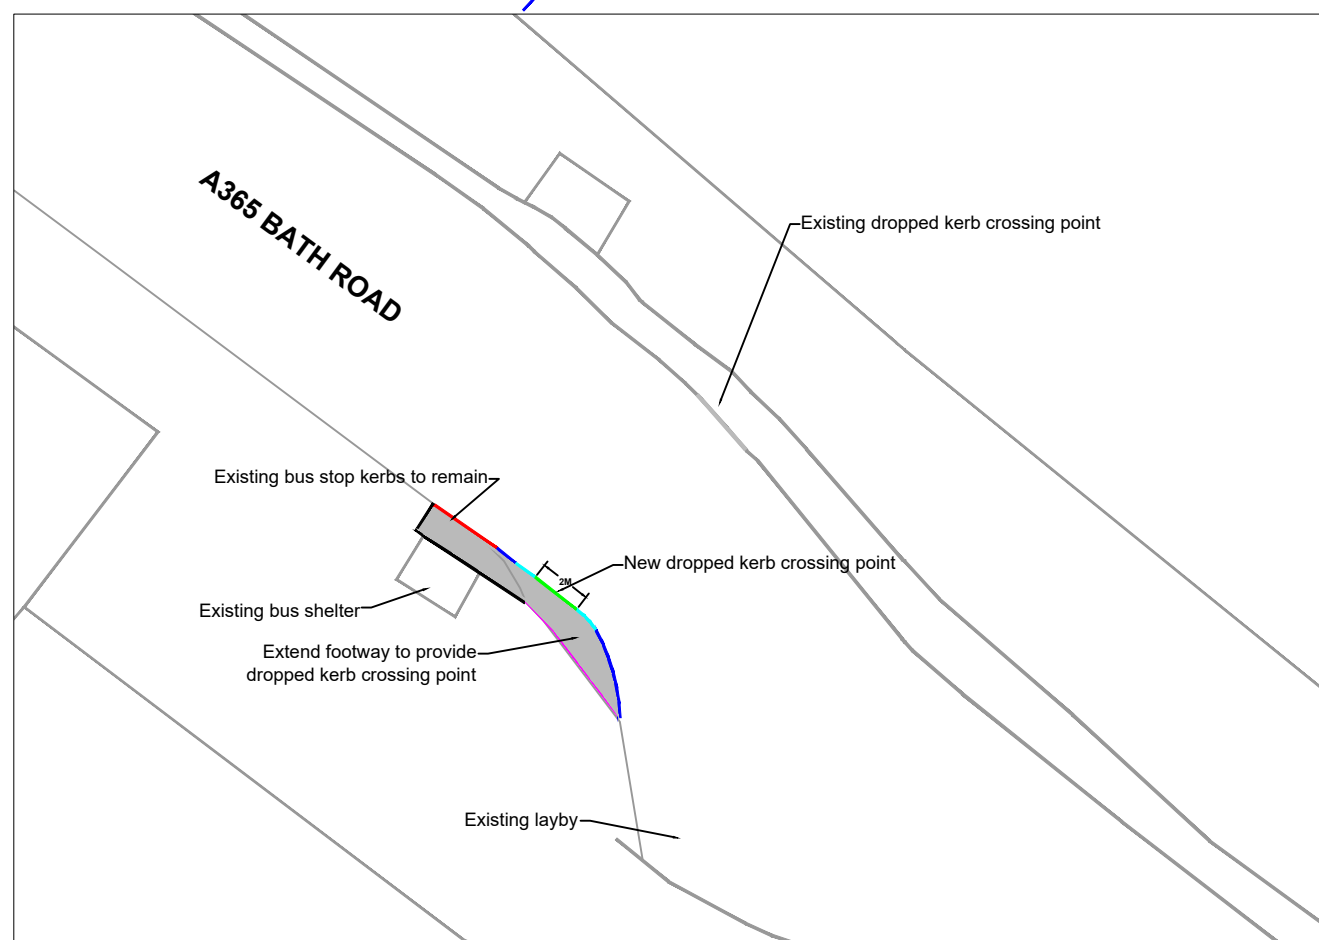 A365 BATH ROAD
Existing dropped kerb crossing point
Existing bus stop kerbs to remain
New dropped kerb crossing point
2M
Existing bus shelter
Extend footway to provide
dropped kerb crossing point
Existing layby